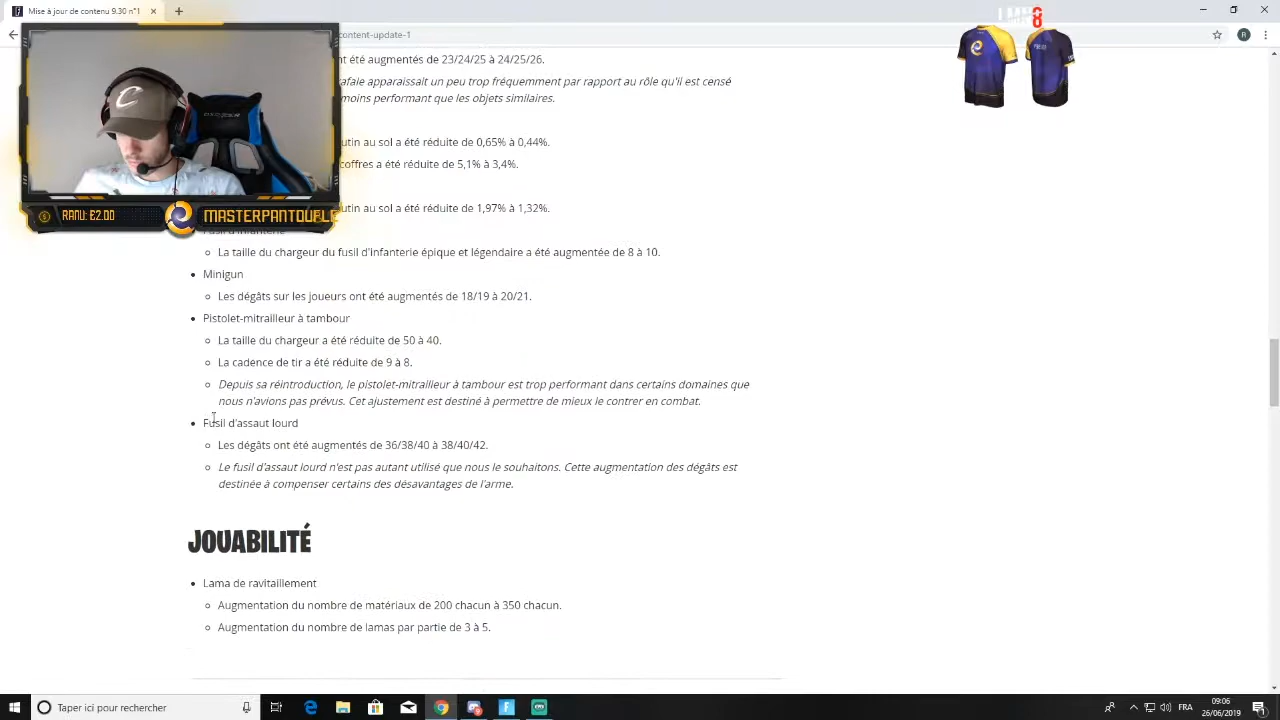 Mise à jour de contenu 9.30 n°1
content-update-1
nt été augmentés de 23/24/25 à 24/25/26.
rafale apparaissait un peu trop fréquemment par rapport au rôle qu'il est censé
moins performant que les objets similaires.
utin au sol a été réduite de 0,65% à 0,44%.
coffres a été réduite de 5,1% à 3,4%.
utin au sol a été réduite de 1,97% à 1,32%.
RANU: £2.00
MASTERPANTOUFLE
Fusil d'infanterie
La taille du chargeur du fusil d'infanterie épique et légendaire a été augmentée de 8 à 10.
Minigun
Les dégâts sur les joueurs ont été augmentés de 18/19 à 20/21.
Pistolet-mitrailleur à tambour
La taille du chargeur a été réduite de 50 à 40.
La cadence de tir a été réduite de 9 à 8.
Depuis sa réintroduction, le pistolet-mitrailleur à tambour est trop performant dans certains domaines que
nous n'avions pas prévus. Cet ajustement est destiné à permettre de mieux le contrer en combat.
Fusil d'assaut lourd
Les dégâts ont été augmentés de 36/38/40 à 38/40/42.
Le fusil d'assaut lourd n'est pas autant utilisé que nous le souhaitons. Cette augmentation des dégâts est
destinée à compenser certains des désavantages de l'arme.
JOUABILITÉ
Lama de ravitaillement
Augmentation du nombre de matériaux de 200 chacun à 350 chacun.
Augmentation du nombre de lamas par partie de 3 à 5.
Taper ici pour rechercher
FRA
09:06
26/06/2019